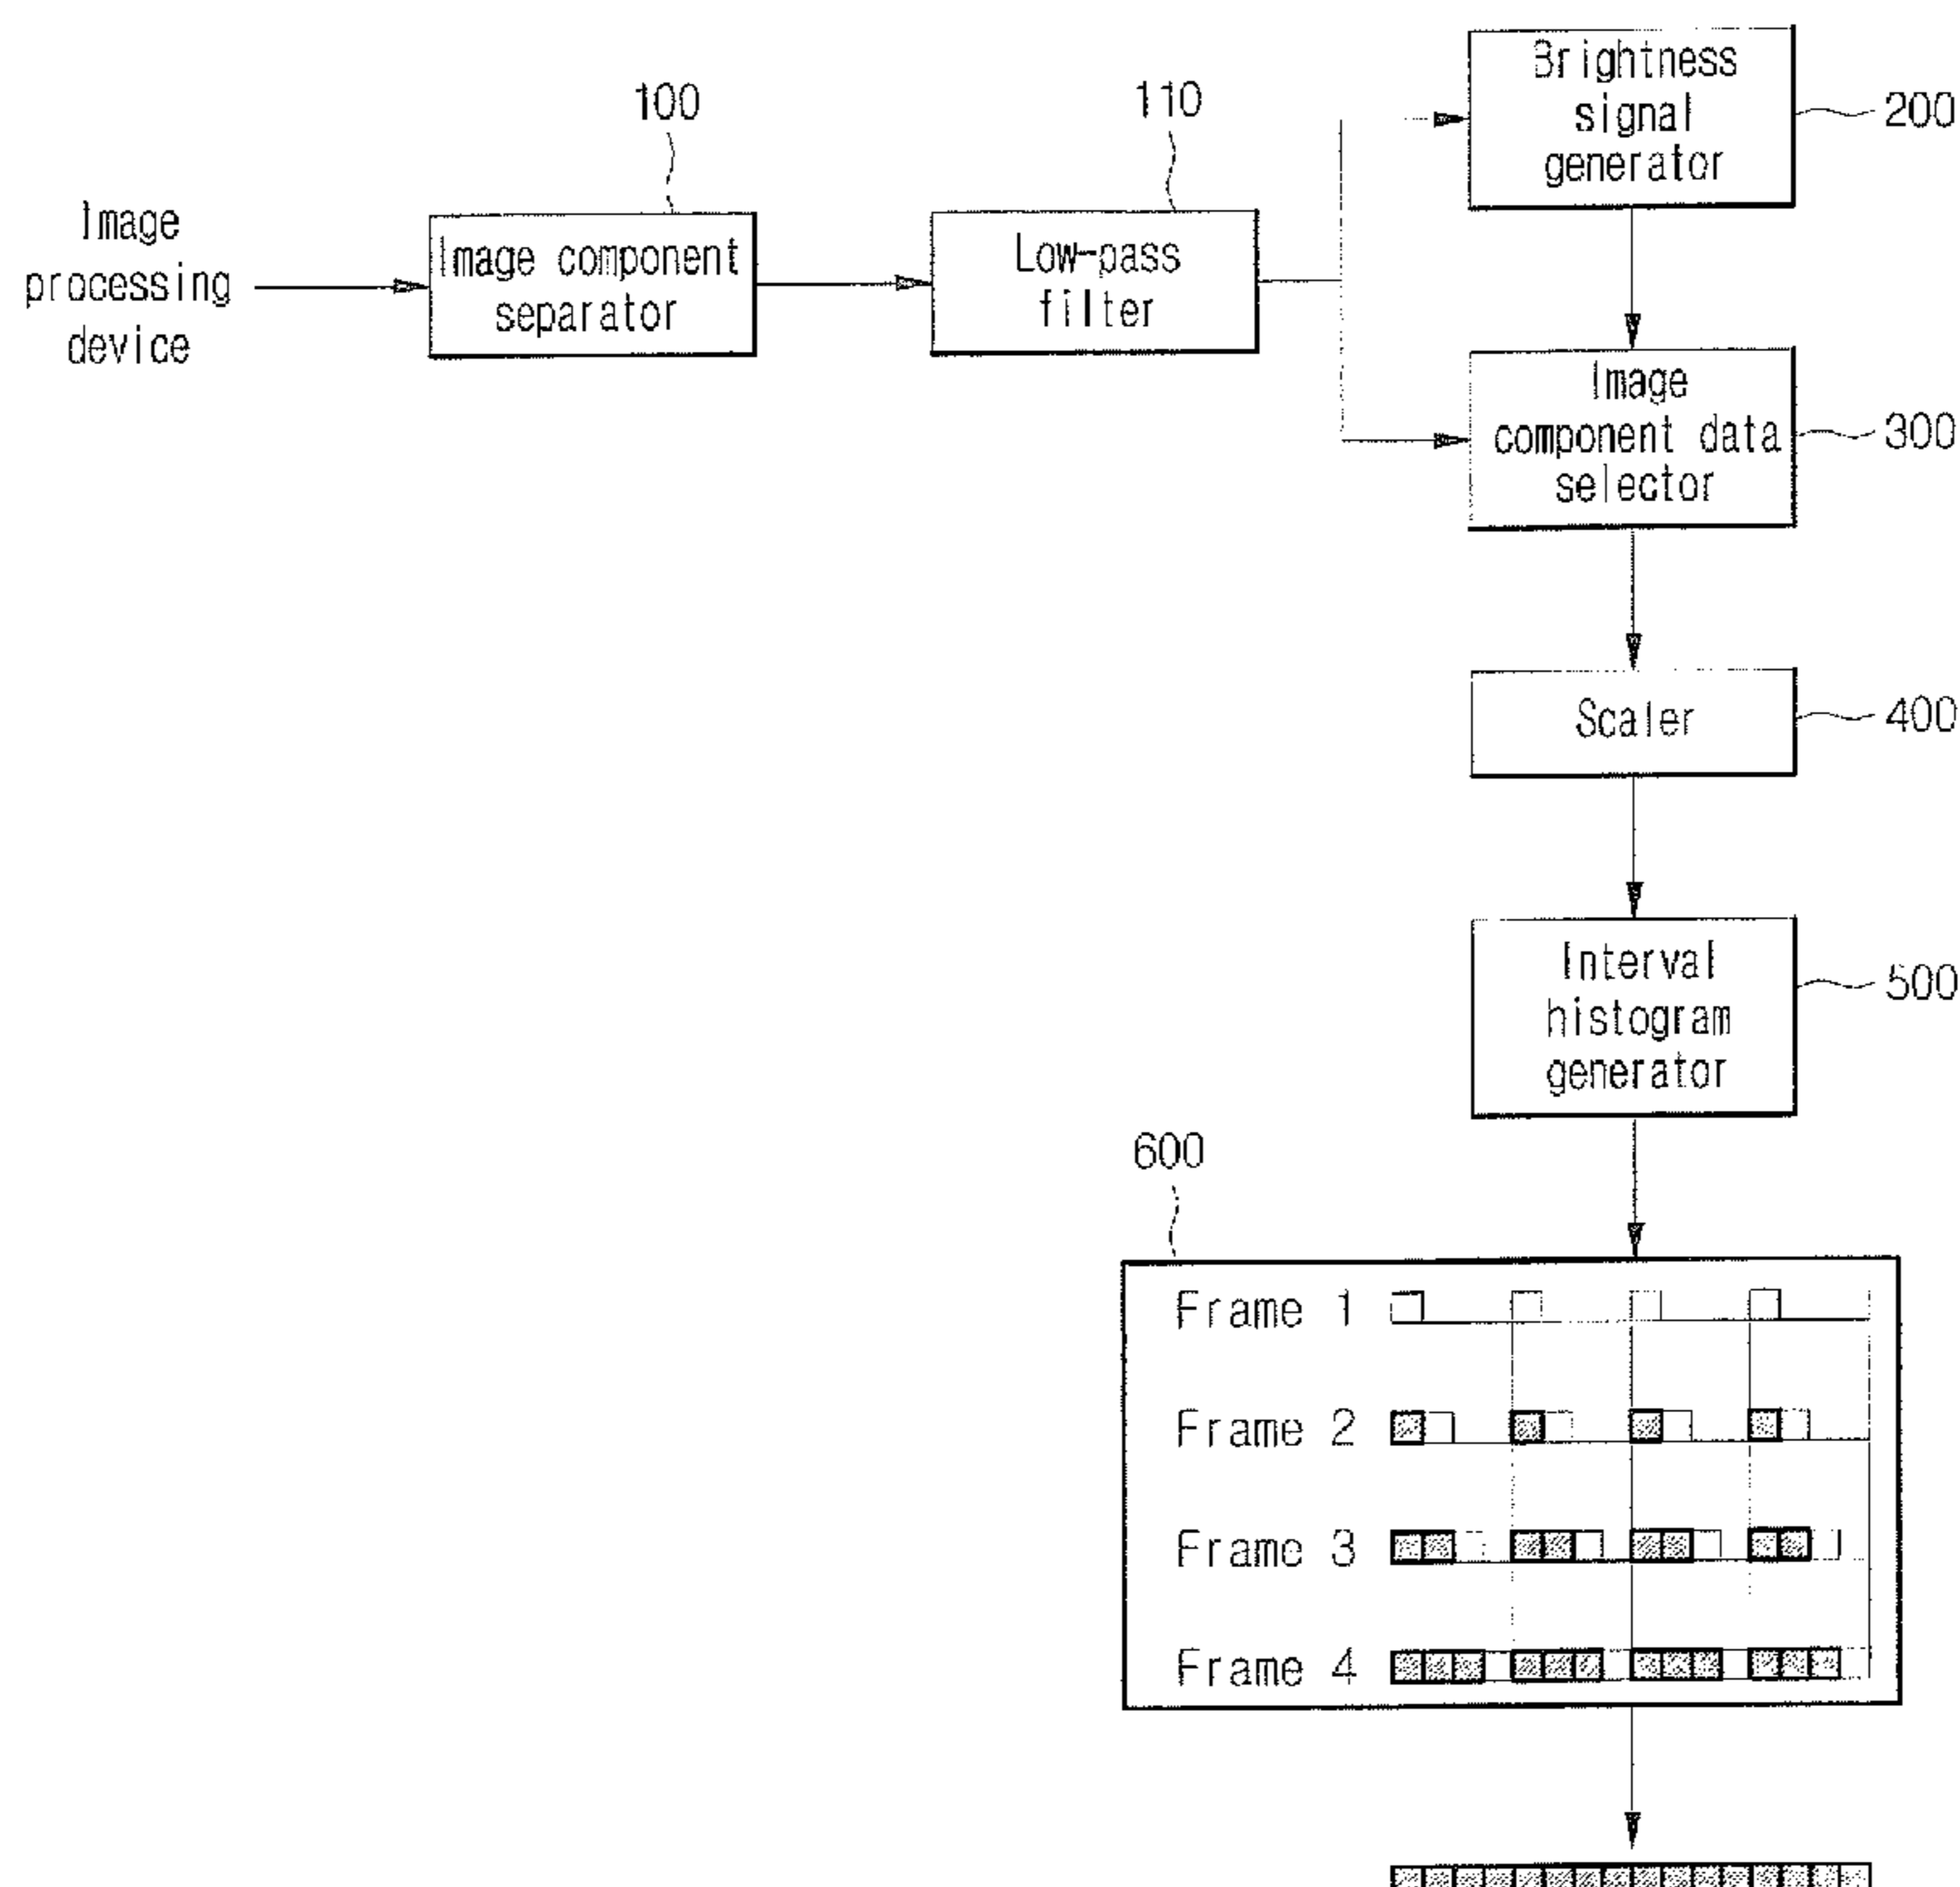 Brightness
signal
generator
200
100
110
Image
processing
device
Image component
separator
Low-pass
filter
Image
component data
selector
300
Scaler
400
Interval
histogram
generator
500
600
Frame 1
Frame 2
Frame 3
Frame 4